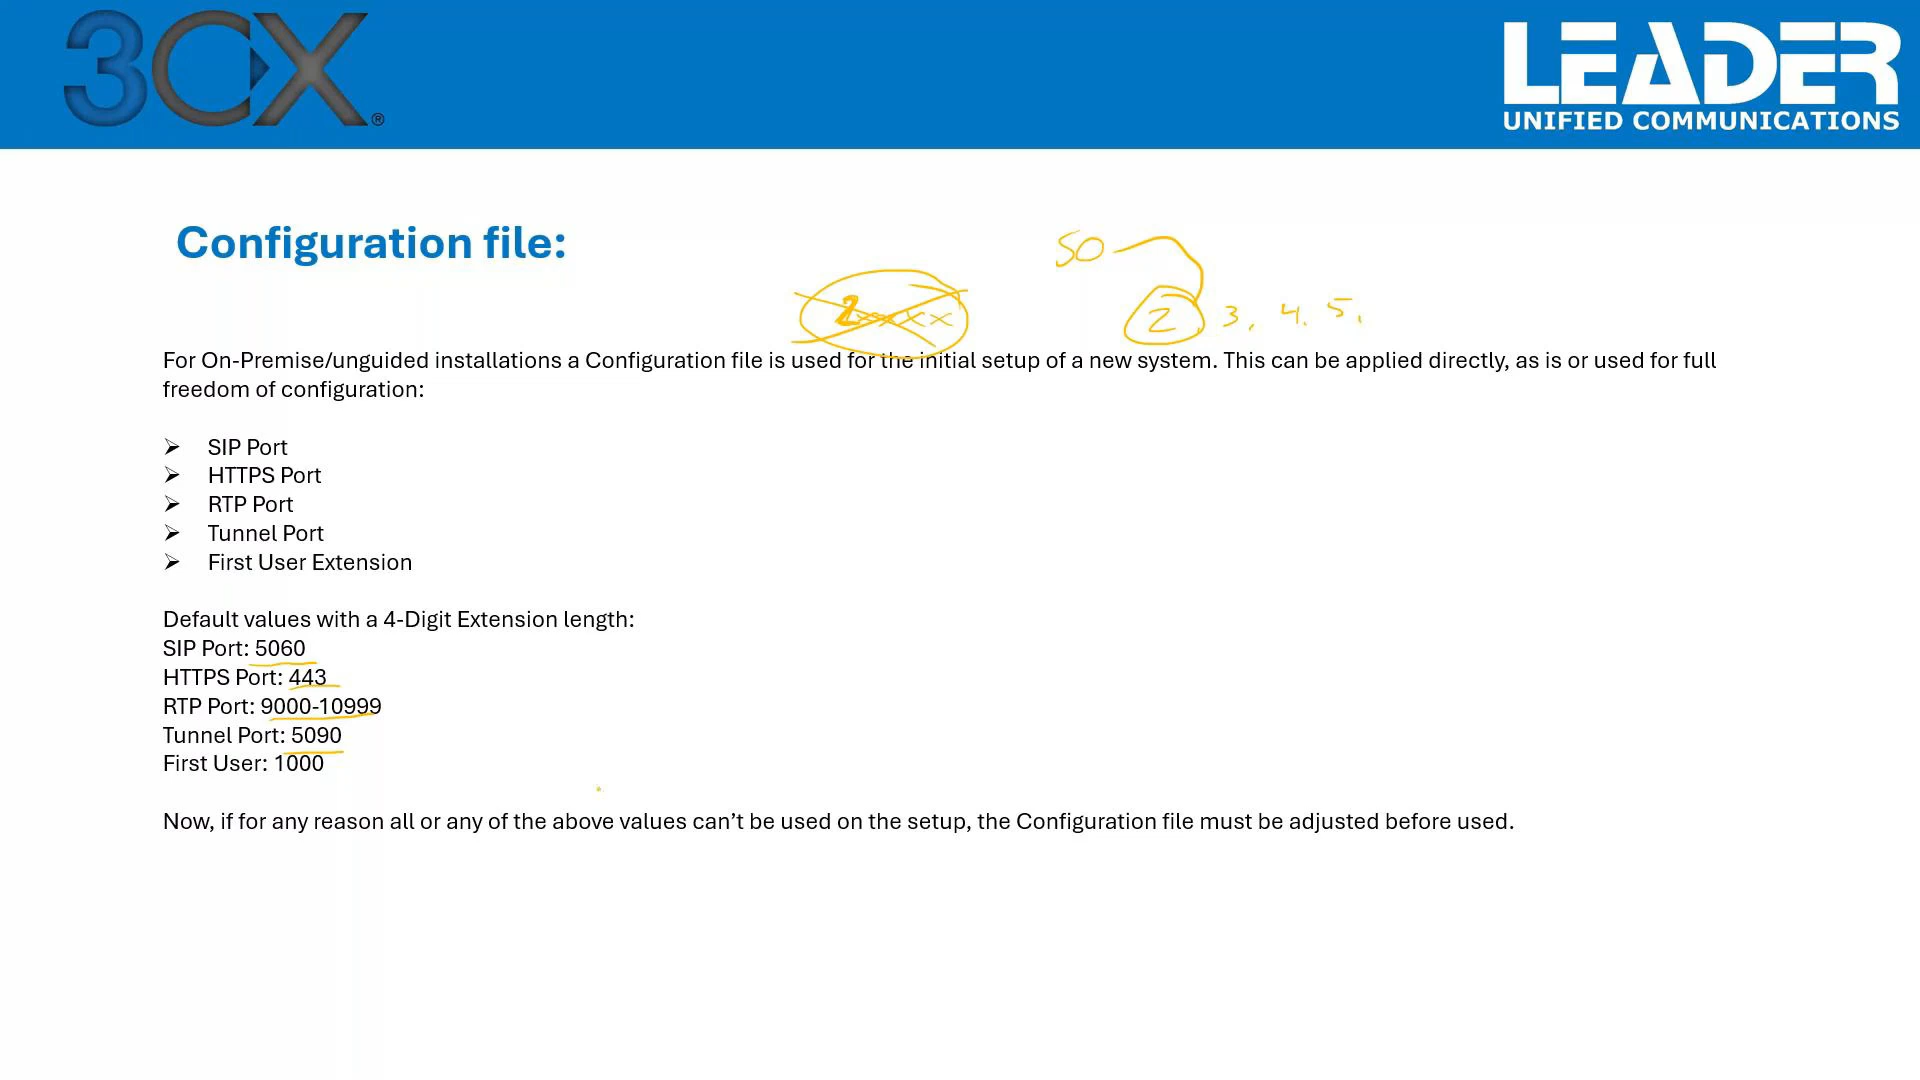 3CX®
LEADER
UNIFIED COMMUNICATIONS
Configuration file:
50
2xxxx
2, 3, 4, 5,
For On-Premise/unguided installations a Configuration file is used for the initial setup of a new system. This can be applied directly, as is or used for full
freedom of configuration:
➢ SIP Port
➢ HTTPS Port
➢ RTP Port
➢ Tunnel Port
➢ First User Extension
Default values with a 4-Digit Extension length:
SIP Port: 5060
HTTPS Port: 443
RTP Port: 9000-10999
Tunnel Port: 5090
First User: 1000
Now, if for any reason all or any of the above values can’t be used on the setup, the Configuration file must be adjusted before used.